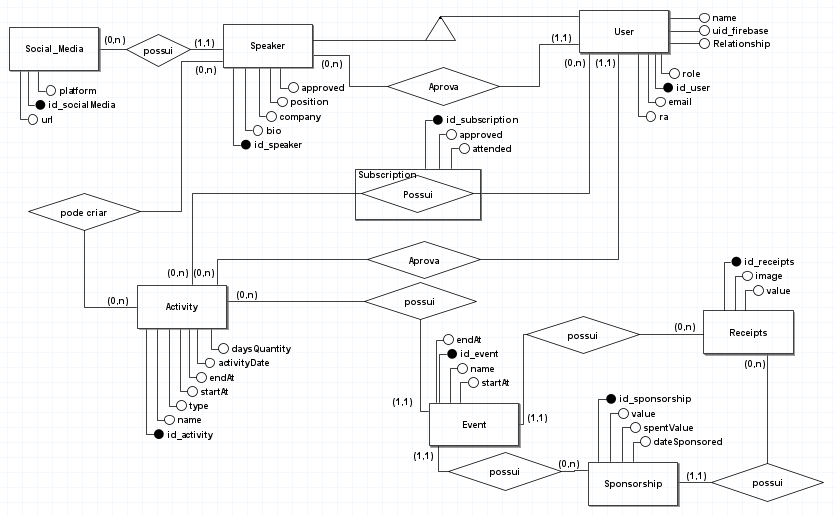 name
uid_firebase
Relationship
User
(1,1)
(0,n)
(1,1)
role
id_user
email
ra
Social_Media
(0,n)
possui
(1,1)
Speaker
(0,n)
(0,n)
platform
id_socialMedia
url
approved
position
company
bio
id_speaker
Aprova
id_subscription
approved
attended
Subscription
Possui
pode criar
Aprova
(0,n)
(0,n)
(0,n)
Activity
(0,n)
possui
daysQuantity
activityDate
endAt
startAt
type
name
id_activity
id_receipts
image
value
Receipts
(0,n)
possui
(0,n)
endAt
id_event
name
startAt
(1,1)
Event
(1,1)
(1,1)
id_sponsorship
value
spentValue
dateSponsored
possui
(0,n)
Sponsorship
(1,1)
possui